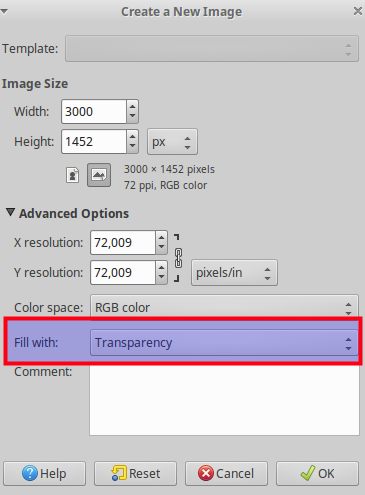 Create a New Image
Template:
Image Size
Width: 3000
Height: 1452 px
3000 × 1452 pixels
72 ppi, RGB color
Advanced Options
X resolution: 72,009
Y resolution: 72,009 pixels/in
Color space: RGB color
Fill with: Transparency
Comment:
Help Reset Cancel OK